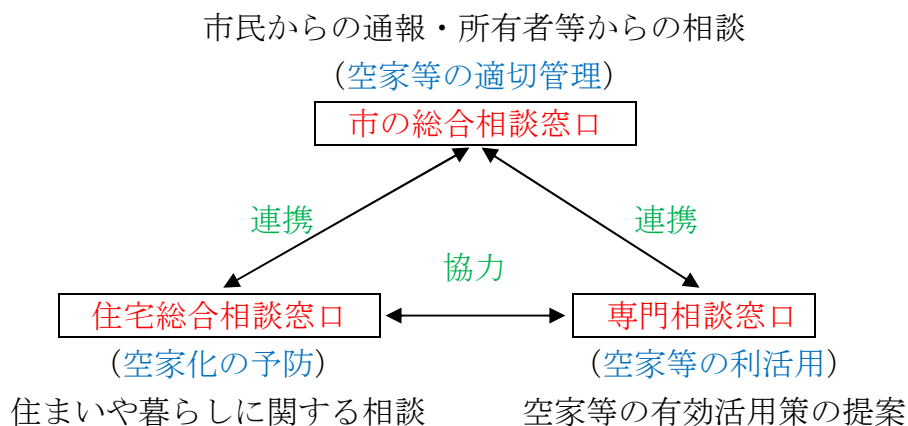 市民からの通報・所有者等からの相談
（空家等の適切管理）
市の総合相談窓口
連携
連携
協力
住宅総合相談窓口
専門相談窓口
（空家化の予防）
（空家等の利活用）
住まいや暮らしに関する相談
空家等の有効活用策の提案